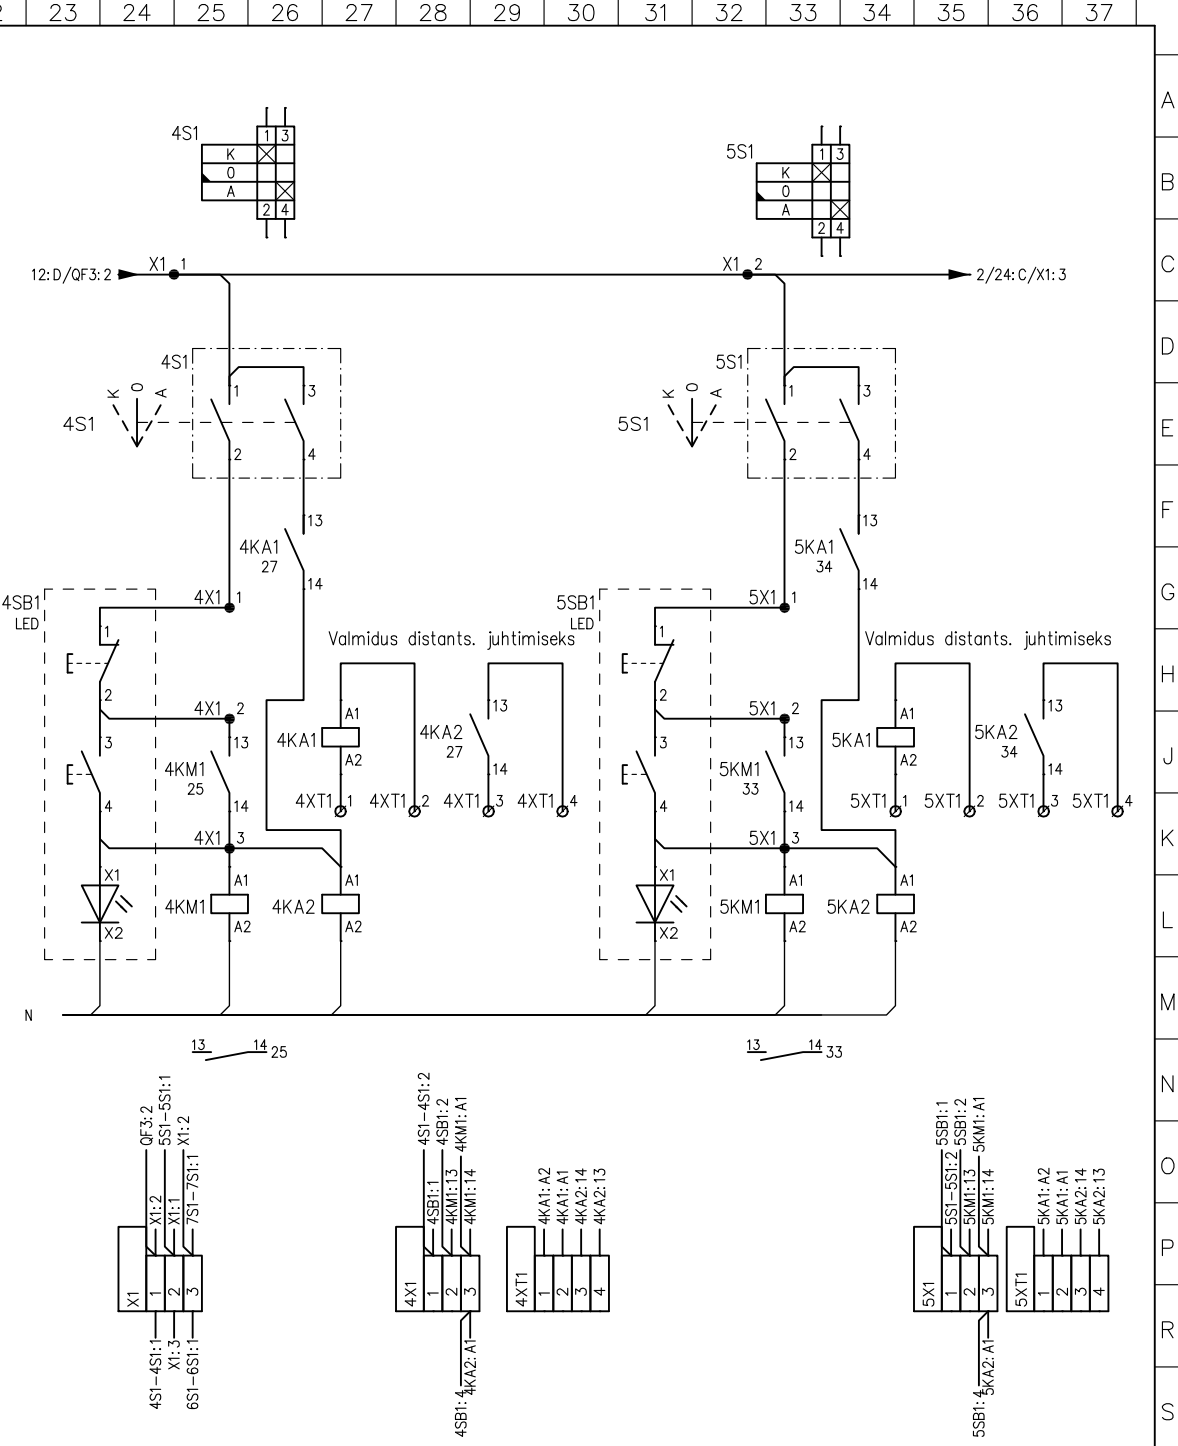 2 23 24 25 26 27 28 29 30 31 32 33 34 35 36 37
A
4S1 1 3
K
0
A
2 4
5S1 1 3
K
0
A
2 4
B
C
12:D/QF3:2 X1 1 X1 2 2/24:C/X1:3
D
4S1 5S1
K 0 A 1 3 K 0 A 1 3
4S1 5S1
E
2 4 2 4
F
13 13
4KA1 5KA1
27 34
14 14
G
4SB1 4X1 1 5SB1 5X1 1
LED LED
1 Valmidus distants. juhtimiseks 1 Valmidus distants. juhtimiseks
H
2 4X1 2 A1 13 2 5X1 2 A1 13
3 13 4KA1 4KA2 3 13 5KA1 5KA2
27 34
4KM1 A2 14 5KM1 A2 14
25 33
J
4 14 4XT1 1 4XT1 2 4XT1 3 4XT1 4 4 14 5XT1 1 5XT1 2 5XT1 3 5XT1 4
K
4X1 3 5X1 3
X1 A1 A1 X1 A1 A1
4KM1 4KA2 5KM1 5KA2
L
X2 A2 A2 X2 A2 A2
M
N
13 14 25 13 14 33
N
QF3:2
X1:2
5S1-5S1:1
X1:1
X1:2
7S1-7S1:1
X1 1 2 3
4S1-4S1:1
X1:3
6S1-6S1:1
4S1-4S1:2
4SB1:1
4SB1:2
4KM1:13
4KM1:A1
4KM1:14
4X1 1 2 3
4SB1:4
4KA2:A1
4KA1:A2
4KA1:A1
4KA2:14
4KA2:13
4XT1 1 2 3 4
5SB1:1
5S1-5S1:2
5SB1:2
5KM1:13
5KM1:A1
5KM1:14
5X1 1 2 3
5SB1:4
5KA2:A1
5KA1:A2
5KA1:A1
5KA2:14
5KA2:13
5XT1 1 2 3 4
O
P
R
S